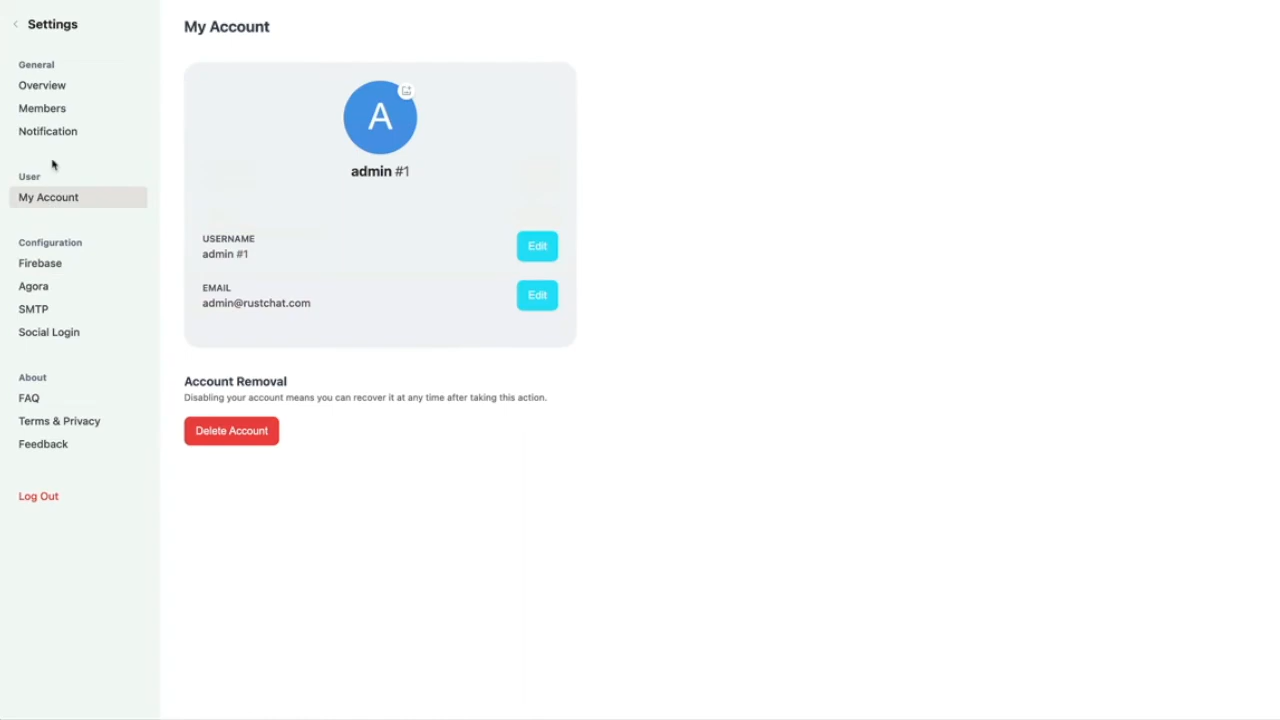 Settings
General
Overview
Members
Notification
User
My Account
Configuration
Firebase
Agora
SMTP
Social Login
About
FAQ
Terms & Privacy
Feedback
Log Out
My Account
A
admin #1
USERNAME
admin #1
Edit
EMAIL
admin@rustchat.com
Edit
Account Removal
Disabling your account means you can recover it at any time after taking this action.
Delete Account